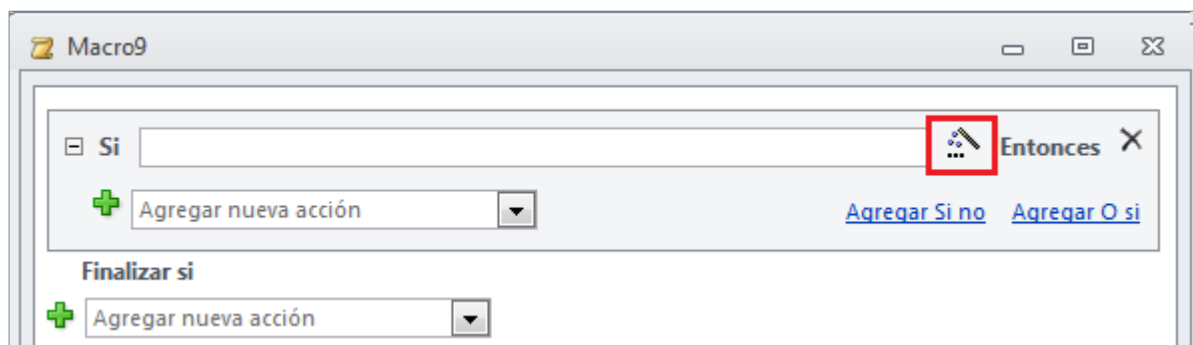 Macro9
Si Entonces
Agregar nueva acción Agregar Si no Agregar O si
Finalizar si
Agregar nueva acción